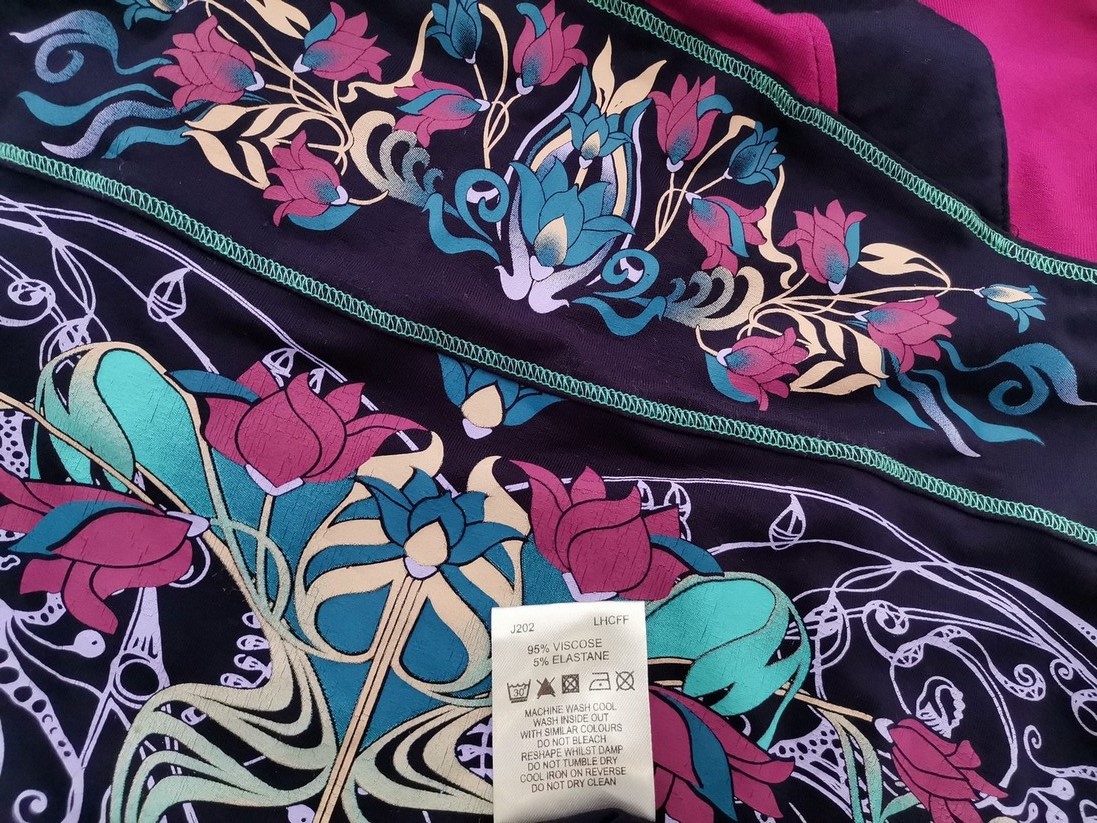 J202 LHCFF
95% VISCOSE
5% ELASTANE
30
MACHINE WASH COOL
WASH INSIDE OUT
WITH SIMILAR COLOURS
DO NOT BLEACH
RESHAPE WHILST DAMP
DO NOT TUMBLE DRY
COOL IRON ON REVERSE
DO NOT DRY CLEAN